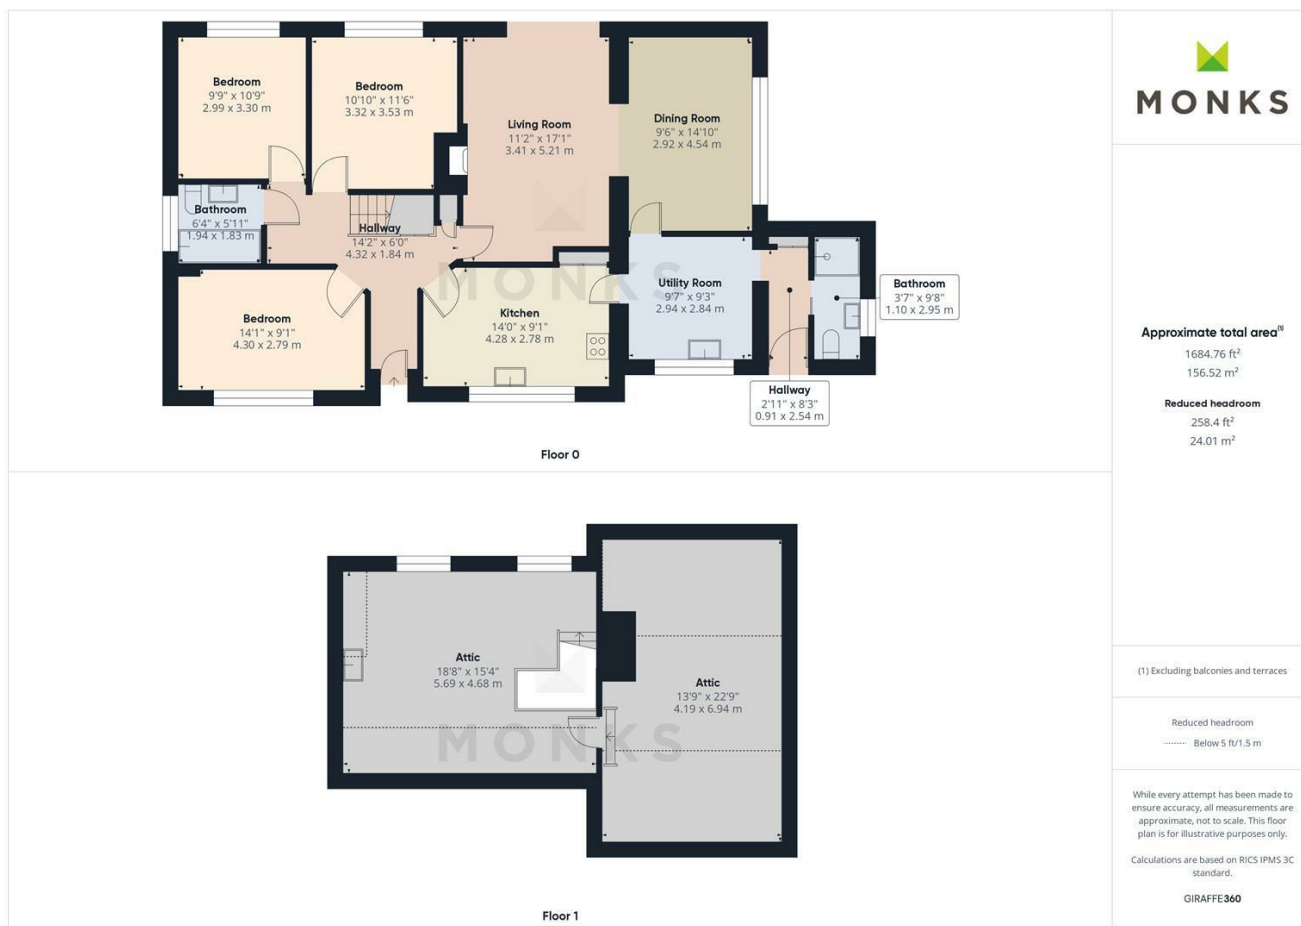 Bedroom
9'9" x 10'9"
2.99 x 3.30 m
Bedroom
10'10" x 11'6"
3.32 x 3.53 m
Living Room
11'2" x 17'1"
3.41 x 5.21 m
Dining Room
9'6" x 14'10"
2.92 x 4.54 m
Bathroom
6'4" x 5'11"
1.94 x 1.83 m
Hallway
14'2" x 6'0"
4.32 x 1.84 m
MONKS
Bedroom
14'1" x 9'1"
4.30 x 2.79 m
Kitchen
14'0" x 9'1"
4.28 x 2.78 m
Utility Room
9'7" x 9'3"
2.94 x 2.84 m
Bathroom
3'7" x 9'8"
1.10 x 2.95 m
Hallway
2'11" x 8'3"
0.91 x 2.54 m
Floor 0
Attic
18'8" x 15'4"
5.69 x 4.68 m
Attic
13'9" x 22'9"
4.19 x 6.94 m
MONKS
Floor 1
MONKS
Approximate total area(1)
1684.76 ft²
156.52 m²
Reduced headroom
258.4 ft²
24.01 m²
(1) Excluding balconies and terraces
Reduced headroom
Below 5 ft/1.5 m
While every attempt has been made to
ensure accuracy, all measurements are
approximate, not to scale. This floor
plan is for illustrative purposes only.
Calculations are based on RICS IPMS 3C
standard.
GIRAFFE360